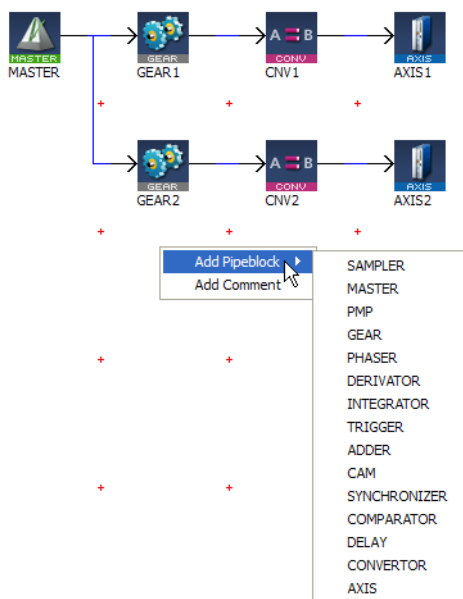 A B
A B
MASTER GEAR CONV AXIS
MASTER GEAR1 CNV1 AXIS1
GEAR CONV AXIS
GEAR2 CNV2 AXIS2
Add Pipeblock
Add Comment
SAMPLER
MASTER
PMP
GEAR
PHASER
DERIVATOR
INTEGRATOR
TRIGGER
ADDER
CAM
SYNCHRONIZER
COMPARATOR
DELAY
CONVERTOR
AXIS